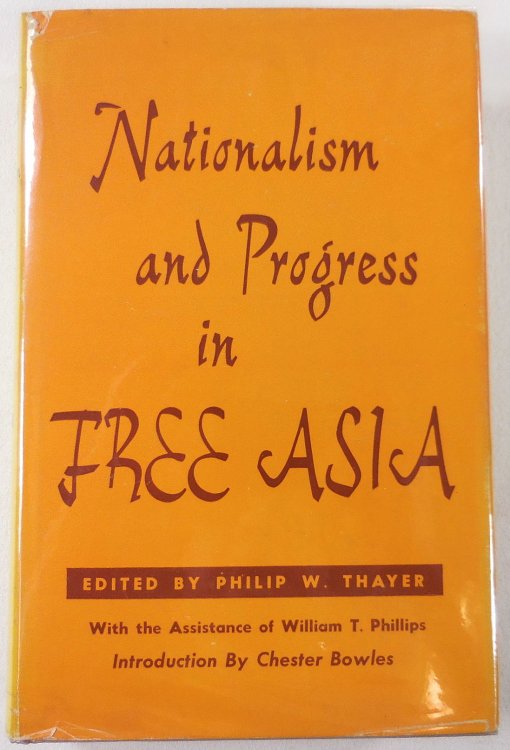 Nationalism
and Progress
in
FREE ASIA
EDITED BY PHILIP W. THAYER
With the Assistance of William T. Phillips
Introduction By Chester Bowles